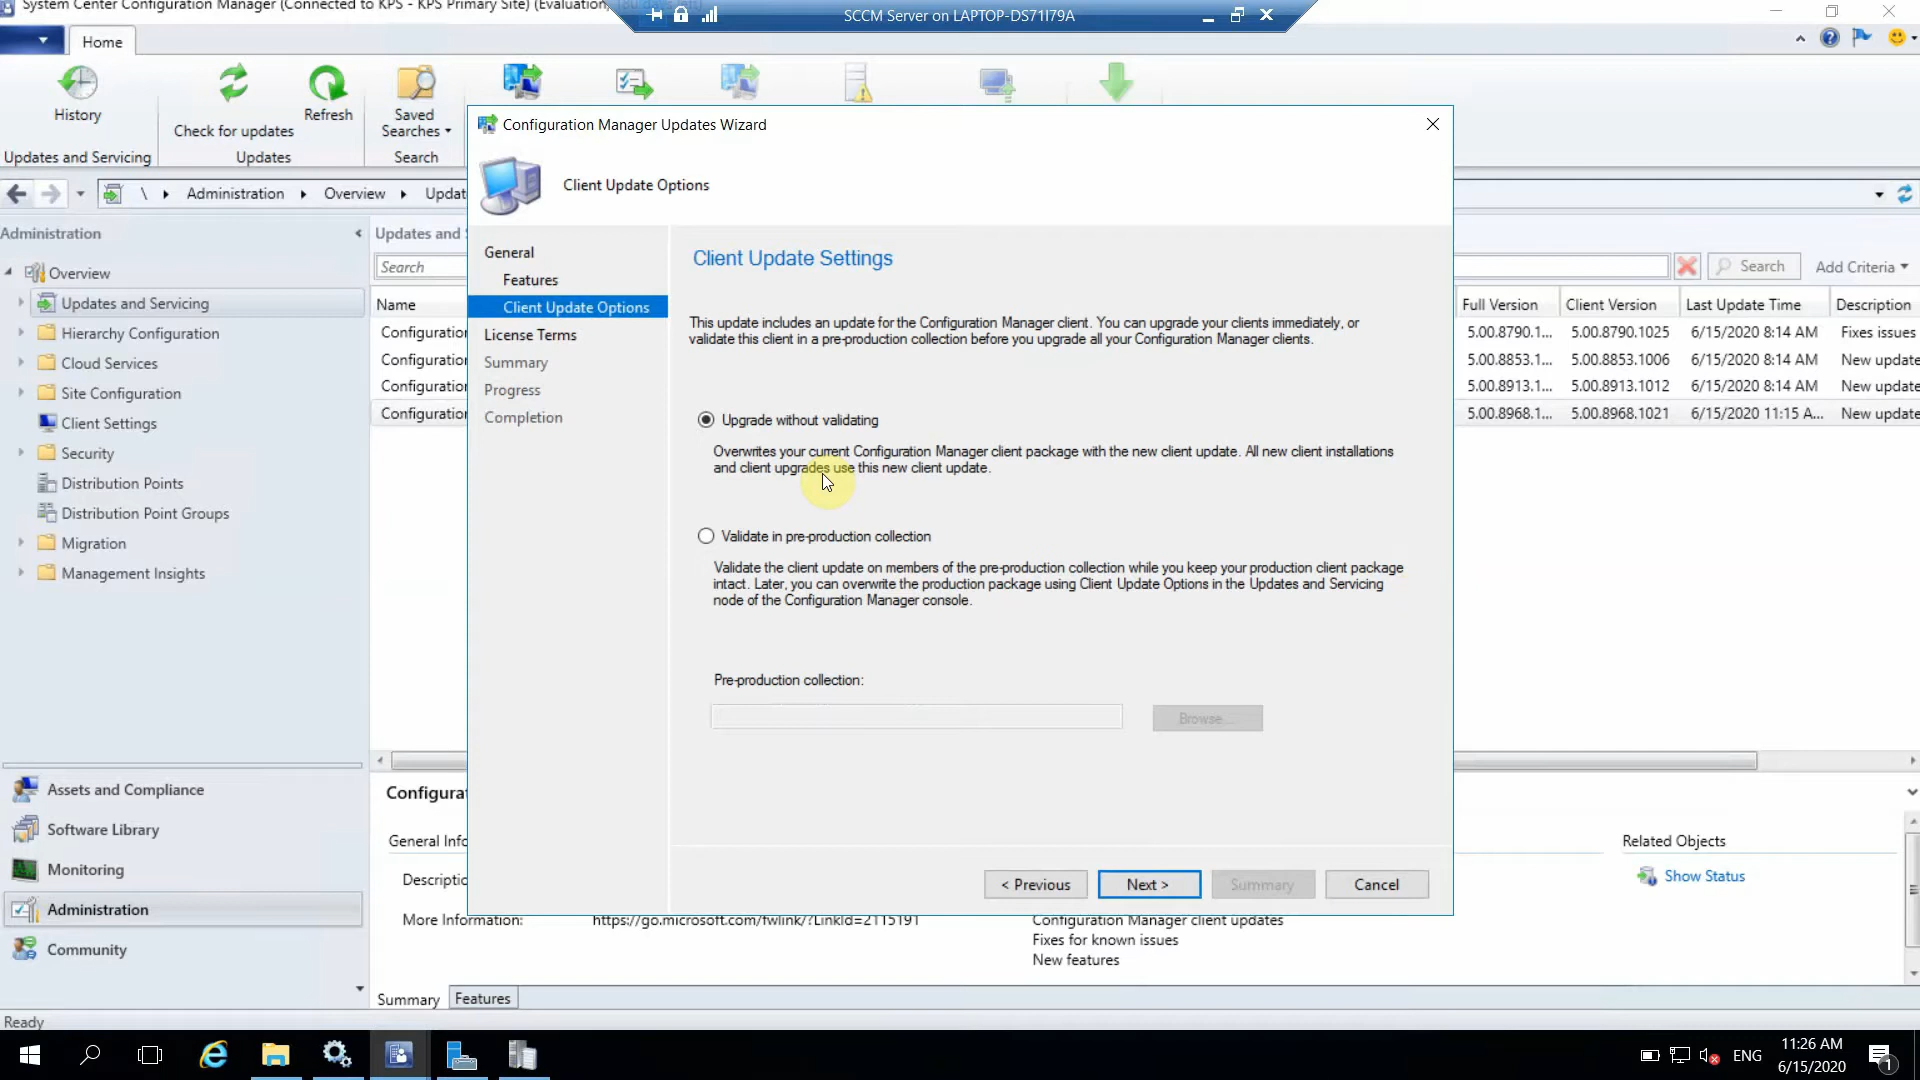 System Center Configuration Manager (Connected to KPS - KPS Primary Site) (Evaluation,
SCCM Server on LAPTOP-DS71I79A
Home
History
Check for updates
Refresh
Saved
Searches
Updates and Servicing
Updates
Search
\ Administration Overview Updat
Administration
Overview
Updates and Servicing
Hierarchy Configuration
Cloud Services
Site Configuration
Client Settings
Security
Distribution Points
Distribution Point Groups
Migration
Management Insights
Assets and Compliance
Software Library
Monitoring
Administration
Community
Ready
Updates and
Search
Name
Configuration
Configuration
Configuration
Configuration
Search
Add Criteria
Full Version Client Version Last Update Time Description
5.00.8790.1... 5.00.8790.1025 6/15/2020 8:14 AM Fixes issues
5.00.8853.1... 5.00.8853.1006 6/15/2020 8:14 AM New update
5.00.8913.1... 5.00.8913.1012 6/15/2020 8:14 AM New update
5.00.8968.1... 5.00.8968.1021 6/15/2020 11:15 A... New update
Configuration Manager Updates Wizard
Client Update Options
General
Features
Client Update Options
License Terms
Summary
Progress
Completion
Client Update Settings
This update includes an update for the Configuration Manager client. You can upgrade your clients immediately, or
validate this client in a pre-production collection before you upgrade all your Configuration Manager clients.
Upgrade without validating
Overwrites your current Configuration Manager client package with the new client update. All new client installations
and client upgrades use this new client update.
Validate in pre-production collection
Validate the client update on members of the pre-production collection while you keep your production client package
intact. Later, you can overwrite the production package using Client Update Options in the Updates and Servicing
node of the Configuration Manager console.
Pre-production collection:
Browse...
< Previous
Next >
Summary
Cancel
Configura
General Info
Descriptio
More Information:
https://go.microsoft.com/fwlink/?LinkId=2115191
Configuration Manager client updates
Fixes for known issues
New features
Related Objects
Show Status
Summary
Features
ENG
11:26 AM
6/15/2020
1